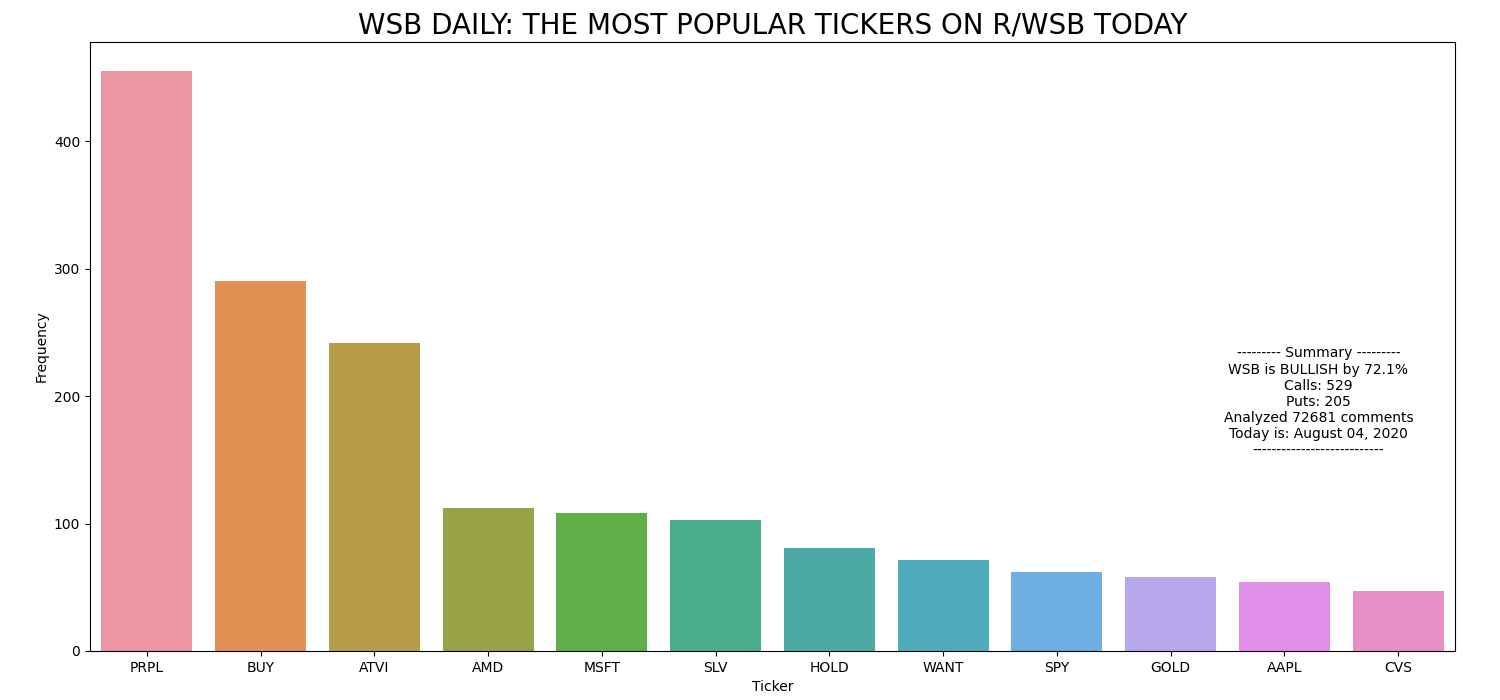 WSB DAILY: THE MOST POPULAR TICKERS ON R/WSB TODAY
400
300
200
100
0
Frequency
--------- Summary ---------
WSB is BULLISH by 72.1%
Calls: 529
Puts: 205
Analyzed 72681 comments
Today is: August 04, 2020
---------------------------
PRPL BUY ATVI AMD MSFT SLV HOLD WANT SPY GOLD AAPL CVS
Ticker